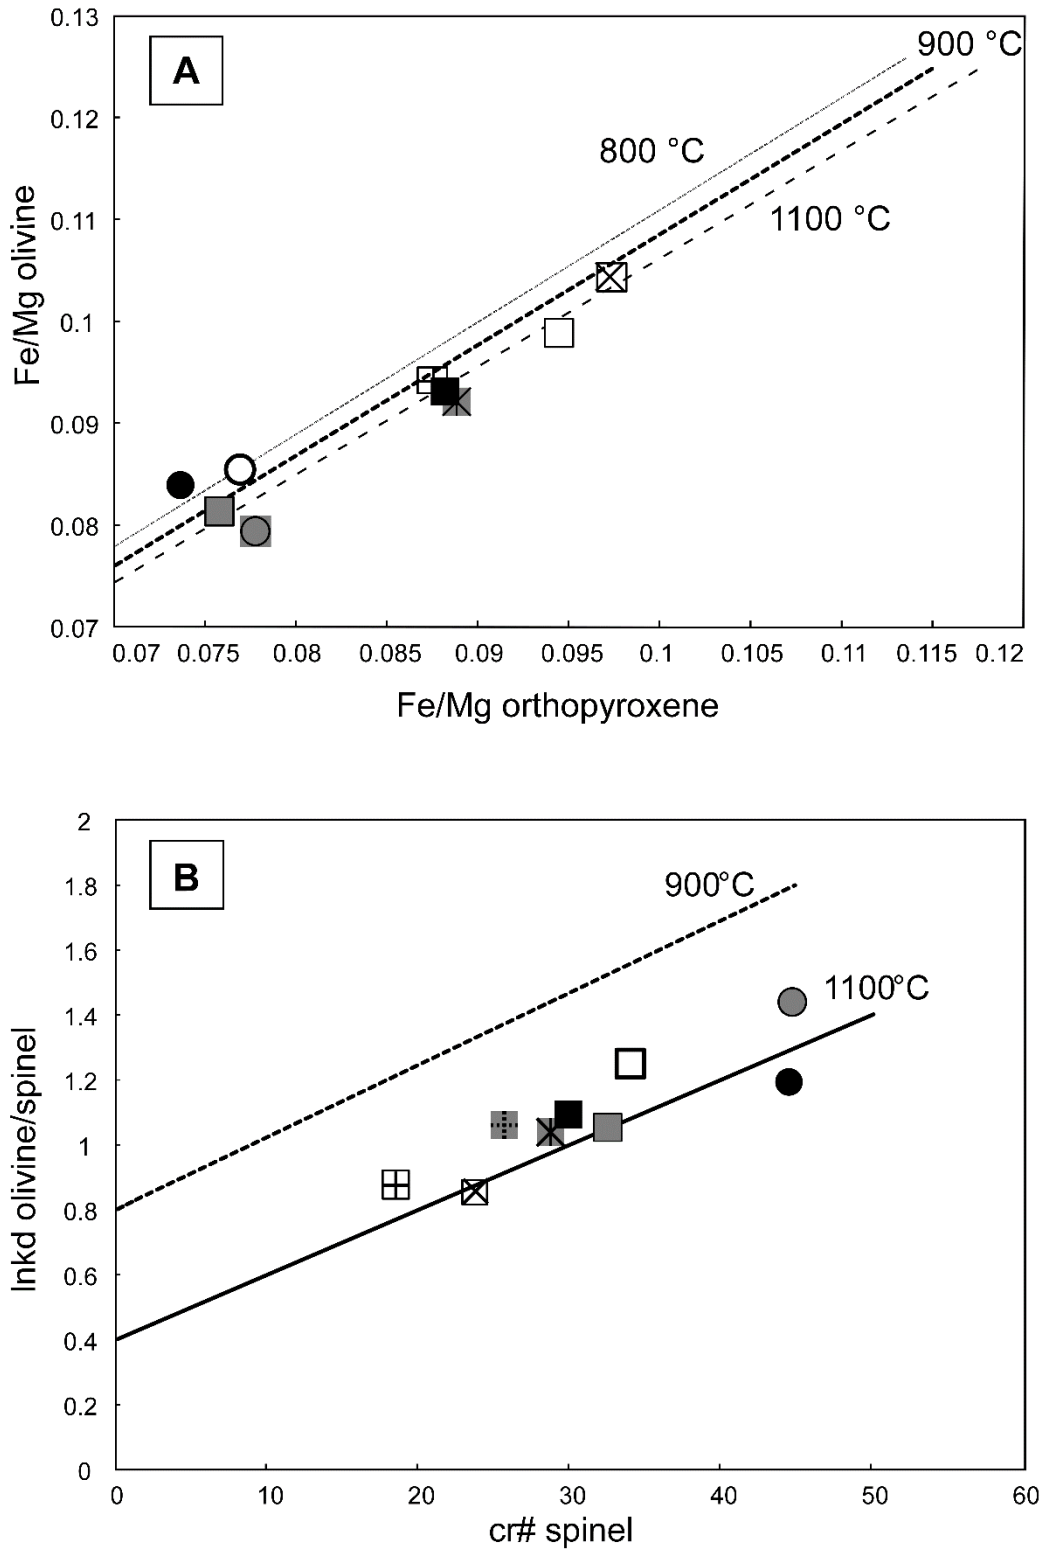 A
0.13
0.12
0.11
0.1
0.09
0.08
0.07
Fe/Mg olivine
900 °C
800 °C
1100 °C
0.07 0.075 0.08 0.085 0.09 0.095 0.1 0.105 0.11 0.115 0.12
Fe/Mg orthopyroxene
B
2
1.8
1.6
1.4
1.2
1
0.8
0.6
0.4
0.2
0
lnkd olivine/spinel
900°C
1100°C
0 10 20 30 40 50 60
cr# spinel